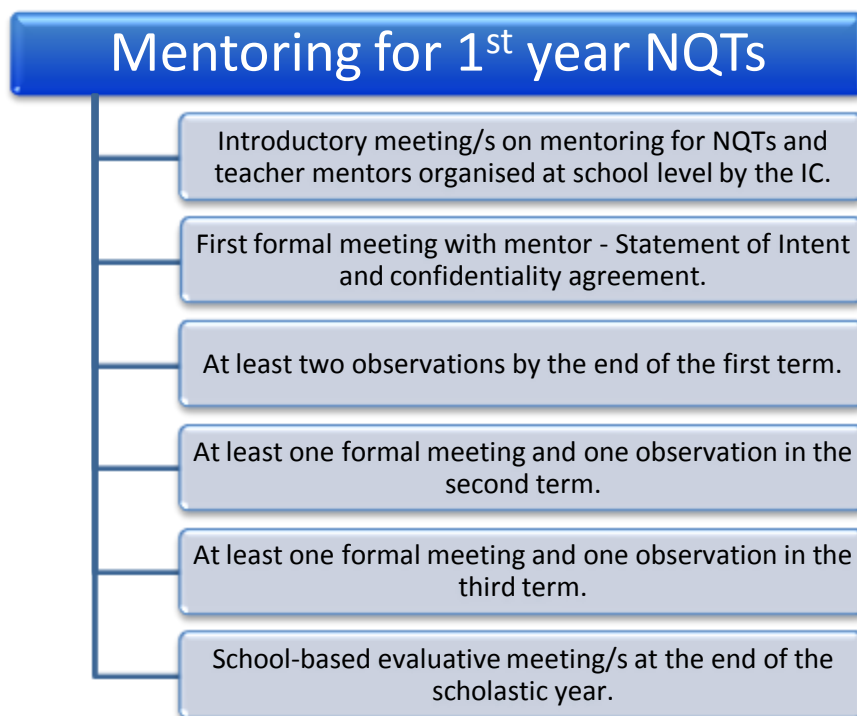 Mentoring for 1st year NQTs
Introductory meeting/s on mentoring for NQTs and
teacher mentors organised at school level by the IC.
First formal meeting with mentor - Statement of Intent
and confidentiality agreement.
At least two observations by the end of the first term.
At least one formal meeting and one observation in the
second term.
At least one formal meeting and one observation in the
third term.
School-based evaluative meeting/s at the end of the
scholastic year.